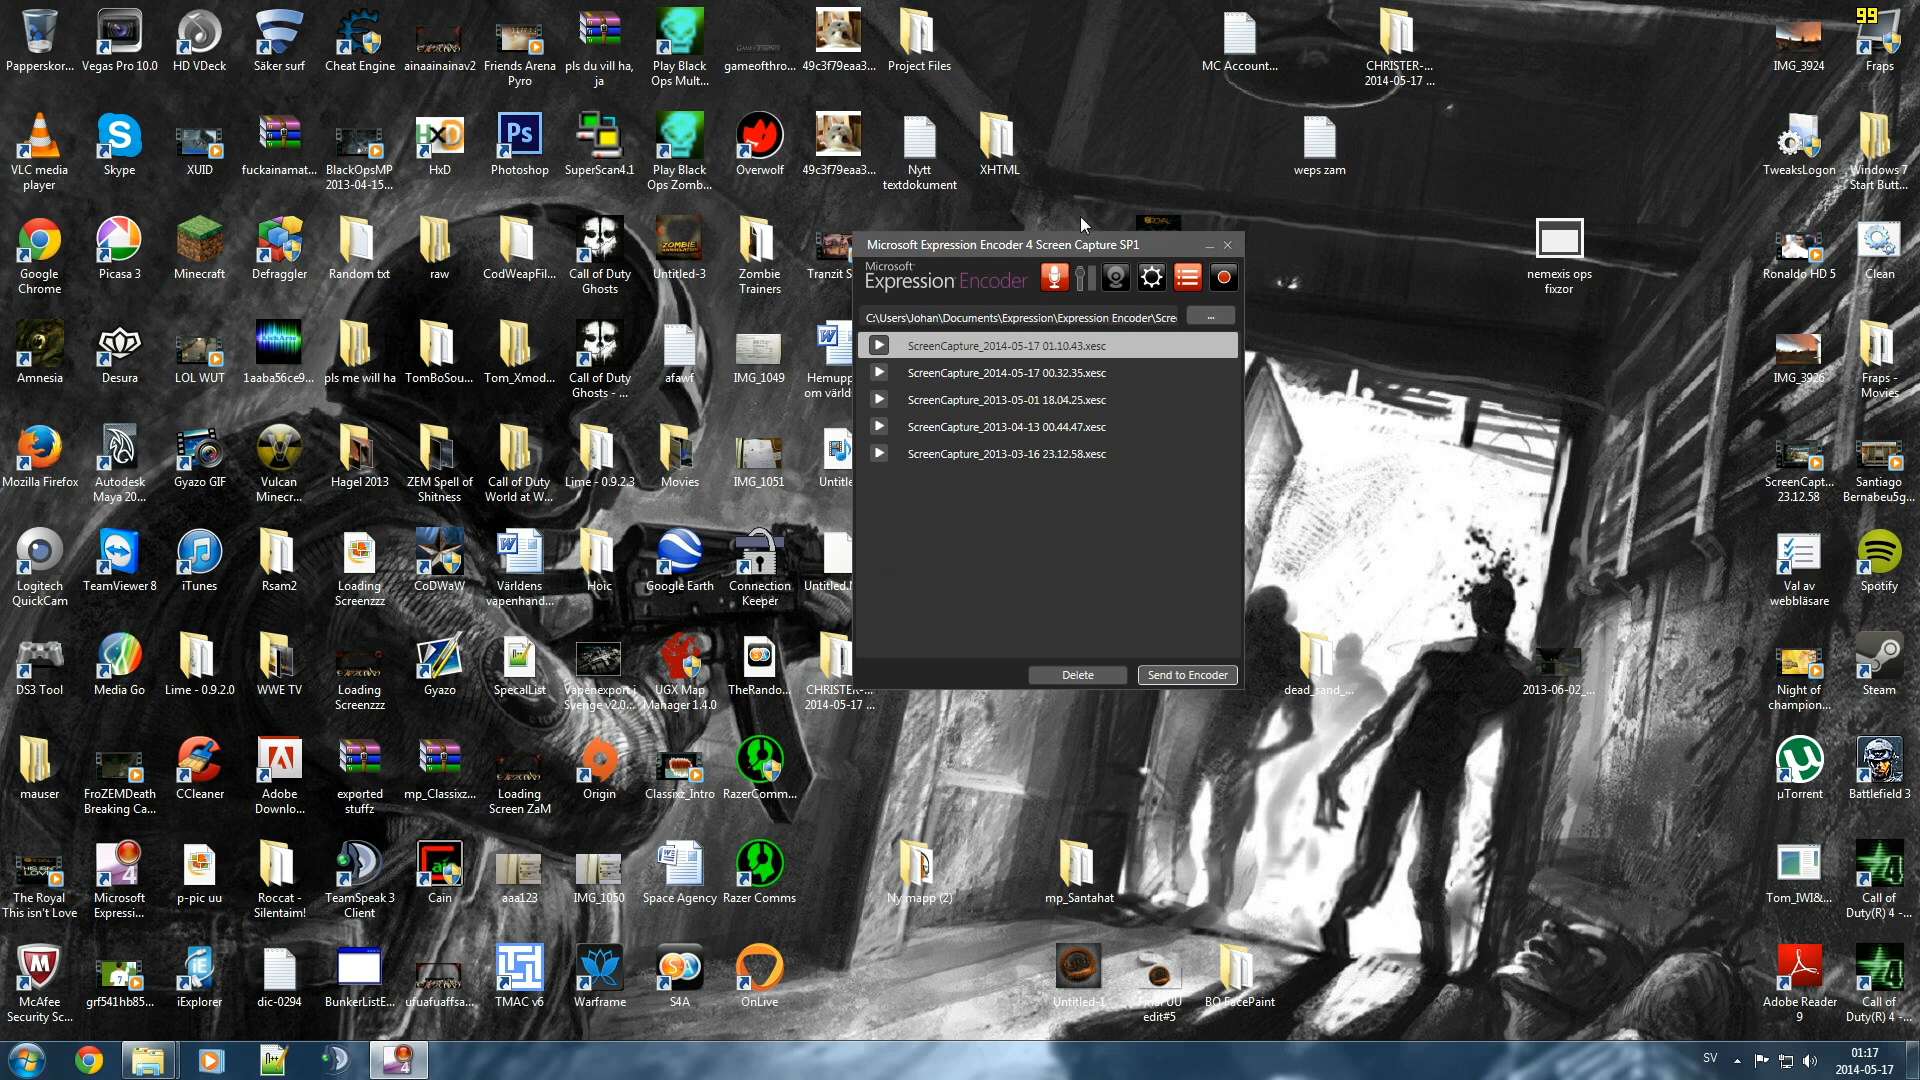 Papperskor...
Vegas Pro 10.0
HD VDeck
Säker surf
Cheat Engine
ainaainainav2
Friends Arena
Pyro
pls du vill ha,
ja
Play Black
Ops Mult...
gameofthro...
49c3f79eaa3...
Project Files
MC Account...
CHRISTER-...
2014-05-17 ...
IMG_3924
99
Fraps
VLC media
player
Skype
XUID
fuckainamat...
BlackOpsMP
2013-04-15...
HxD
Photoshop
SuperScan4.1
Play Black
Ops Zomb...
Overwolf
49c3f79eaa3...
Nytt
textdokument
XHTML
weps zam
TweaksLogon
Windows 7
Start Butt...
Google
Chrome
Picasa 3
Minecraft
Defraggler
Random txt
raw
CodWeapFil...
Call of Duty
Ghosts
Untitled-3
Zombie
Trainers
Tranzit S
nemexis ops
fixzor
Ronaldo HD 5
Clean
Microsoft Expression Encoder 4 Screen Capture SP1
Microsoft
Expression Encoder
C:\Users\Johan\Documents\Expression\Expression Encoder\Scre
...
ScreenCapture_2014-05-17 01.10.43.xesc
ScreenCapture_2014-05-17 00.32.35.xesc
ScreenCapture_2013-05-01 18.04.25.xesc
ScreenCapture_2013-04-13 00.44.47.xesc
ScreenCapture_2013-03-16 23.12.58.xesc
Delete
Send to Encoder
Amnesia
Desura
LOL WUT
1aaba56ce9...
pls me will ha
TomBoSou...
Tom_Xmod...
Call of Duty
Ghosts - ...
afawf
IMG_1049
Hemupp
om värld
IMG_3926
Fraps -
Movies
Mozilla Firefox
Autodesk
Maya 20...
Gyazo GIF
Vulcan
Minecr...
Hagel 2013
ZEM Spell of
Shitness
Call of Duty
World at W...
Lime - 0.9.2.3
Movies
IMG_1051
Untitle
ScreenCapt...
23.12.58
Santiago
Bernabeu5g...
Logitech
QuickCam
TeamViewer 8
iTunes
Rsam2
Loading
Screenzzz
CoDWaW
Världens
vapenhand...
Hoic
Google Earth
Connection
Keeper
Untitled.
Val av
webbläsare
Spotify
DS3 Tool
Media Go
Lime - 0.9.2.0
WWE TV
Loading
Screenzzz
Gyazo
SpecalList
Vapenexport i
Sverige v2.0...
UGX Map
Manager 1.4.0
TheRando...
CHRISTER-...
2014-05-17 ...
dead_sand_...
2013-06-02_...
Night of
champion...
Steam
mauser
FroZEMDeath
Breaking Ca...
CCleaner
Adobe
Downlo...
exported
stuffz
mp_Classixz...
Loading
Screen ZaM
Origin
Classixz_Intro
RazerComm...
µTorrent
Battlefield 3
The Royal
This isn't Love
Microsoft
Expressi...
p-pic uu
Roccat -
Silentaim!
TeamSpeak 3
Client
Cain
aaa123
IMG_1050
Space Agency
Razer Comms
Ny mapp (2)
mp_Santahat
Tom_IWI&...
Call of
Duty(R) 4 -...
McAfee
Security Sc...
grf541hb85...
iExplorer
dic-0294
BunkerListE...
ufuafuaffsa...
TMAC v6
Warframe
S4A
OnLive
Untitled-1
Final UU
edit#5
BO FacePaint
Adobe Reader
9
Call of
Duty(R) 4 -...
SV
01:17
2014-05-17